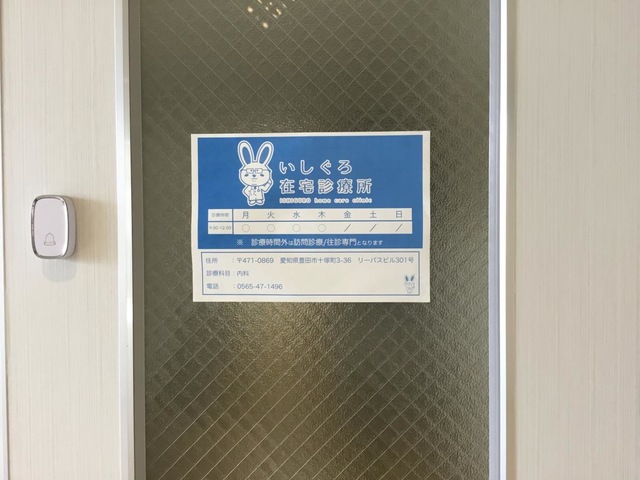 いしぐろ
在宅診療所
ISHIGURO home care clinic
診療時間 月 火 水 木 金 土 日
9:00-12:00 ○ ○ ○ ○ / / /
※ 診療時間外は訪問診療/往診専門となります
住所 : 〒471-0869 愛知県豊田市十塚町3-36 リーバスビル301号
診療科目 : 内科
電話 : 0565-47-1496